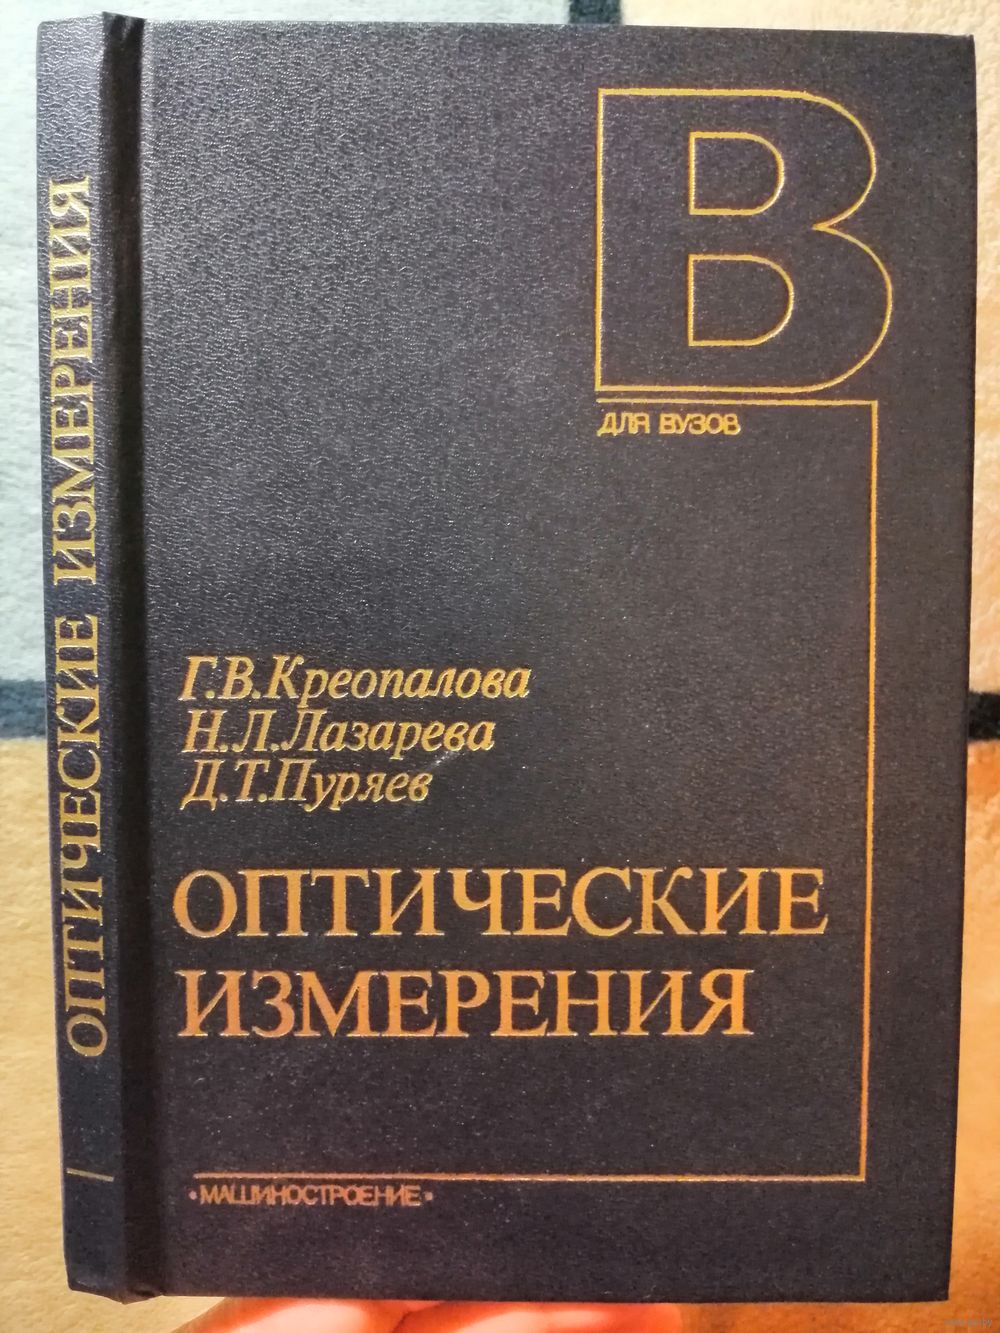 ОПТИЧЕСКИЕ ИЗМЕРЕНИЯ
В
ДЛЯ ВУЗОВ
Г.В.Креопалова
Н.Л.Лазарева
Д.Т.Пуряев
ОПТИЧЕСКИЕ
ИЗМЕРЕНИЯ
•МАШИНОСТРОЕНИЕ•